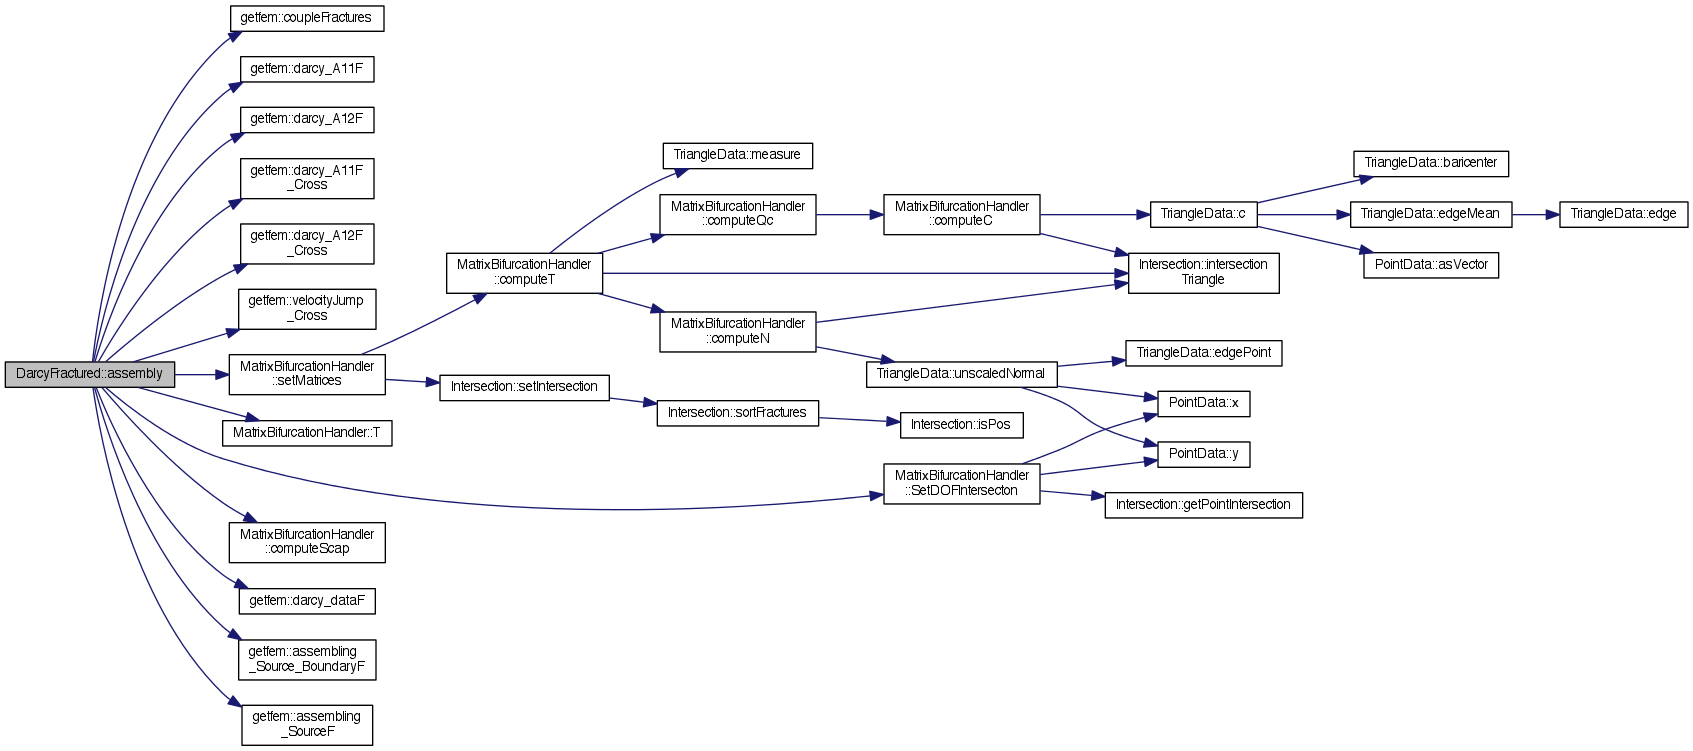 getfem::coupleFractures
getfem::darcy_A11F
getfem::darcy_A12F
getfem::darcy_A11F
_Cross
getfem::darcy_A12F
_Cross
getfem::velocityJump
_Cross
DarcyFractured::assembly
MatrixBifurcationHandler
::setMatrices
MatrixBifurcationHandler::T
MatrixBifurcationHandler
::computeScap
getfem::darcy_dataF
getfem::assembling
_Source_BoundaryF
getfem::assembling
_SourceF
MatrixBifurcationHandler
::computeT
Intersection::setIntersection
TriangleData::measure
MatrixBifurcationHandler
::computeQc
MatrixBifurcationHandler
::computeN
Intersection::sortFractures
MatrixBifurcationHandler
::computeC
TriangleData::unscaledNormal
Intersection::isPos
MatrixBifurcationHandler
::SetDOFIntersecton
TriangleData::c
Intersection::intersection
Triangle
TriangleData::edgePoint
PointData::x
PointData::y
Intersection::getPointIntersection
TriangleData::baricenter
TriangleData::edgeMean
PointData::asVector
TriangleData::edge